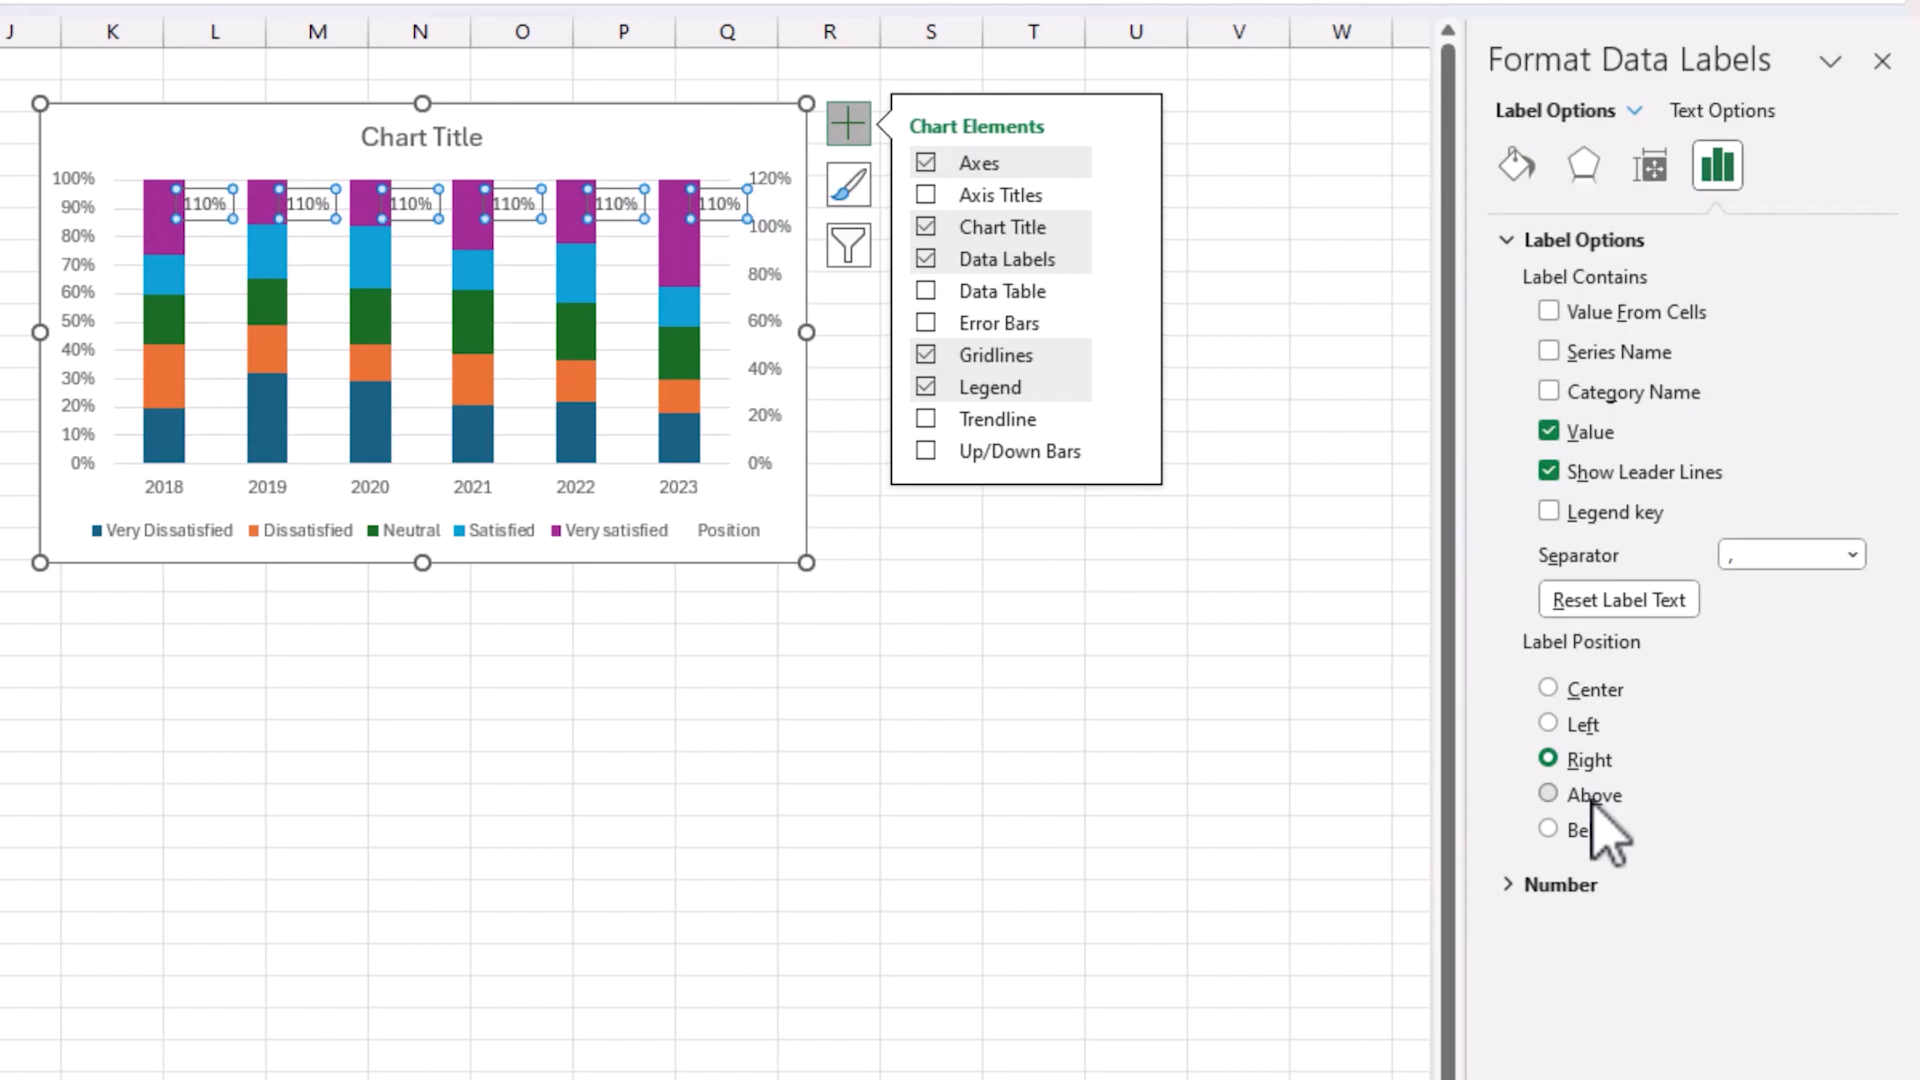 J K L M N O P Q R S T U V W
Chart Title
100% 90% 80% 70% 60% 50% 40% 30% 20% 10% 0%
110% 110% 110% 110% 110% 110%
120% 100% 80% 60% 40% 20% 0%
2018 2019 2020 2021 2022 2023
Very Dissatisfied Dissatisfied Neutral Satisfied Very satisfied Position
Chart Elements
Axes
Axis Titles
Chart Title
Data Labels
Data Table
Error Bars
Gridlines
Legend
Trendline
Up/Down Bars
Format Data Labels
Label Options Text Options
Label Options
Label Contains
Value From Cells
Series Name
Category Name
Value
Show Leader Lines
Legend key
Separator ,
Reset Label Text
Label Position
Center
Left
Right
Above
Number